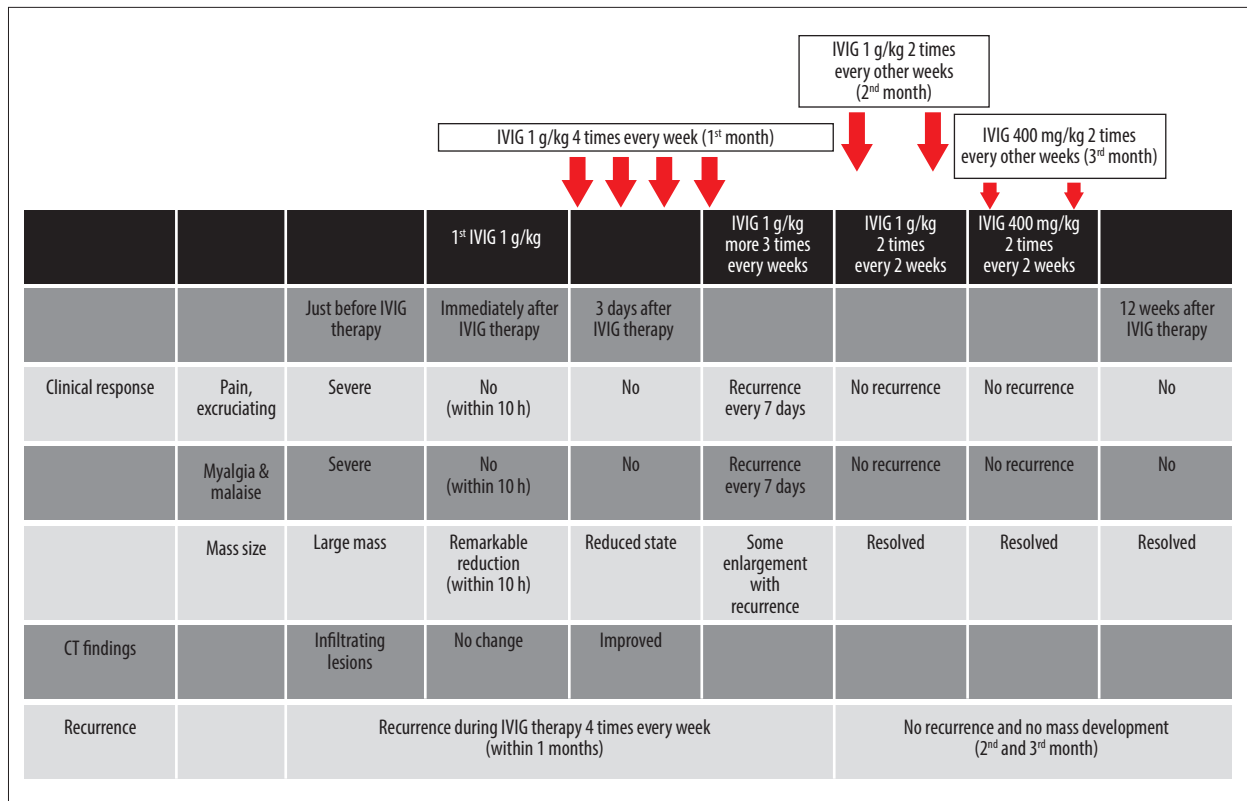 IVIG 1 g/kg 2 times
every other weeks
(2nd month)
IVIG 1 g/kg 4 times every week (1st month)
IVIG 400 mg/kg 2 times
every other weeks (3rd month)
1st IVIG 1 g/kg
IVIG 1 g/kg
more 3 times
every weeks
IVIG 1 g/kg
2 times
every 2 weeks
IVIG 400 mg/kg
2 times
every 2 weeks
Just before IVIG
therapy
Immediately after
IVIG therapy
3 days after
IVIG therapy
12 weeks after
IVIG therapy
Clinical response
Pain,
excruciating
Severe
No
(within 10 h)
No
Recurrence
every 7 days
No recurrence
No recurrence
No
Myalgia &
malaise
Severe
No
(within 10 h)
No
Recurrence
every 7 days
No recurrence
No recurrence
No
Mass size
Large mass
Remarkable
reduction
(within 10 h)
Reduced state
Some
enlargement
with
recurrence
Resolved
Resolved
Resolved
CT findings
Infiltrating
lesions
No change
Improved
Recurrence
Recurrence during IVIG therapy 4 times every week
(within 1 months)
No recurrence and no mass development
(2nd and 3rd month)